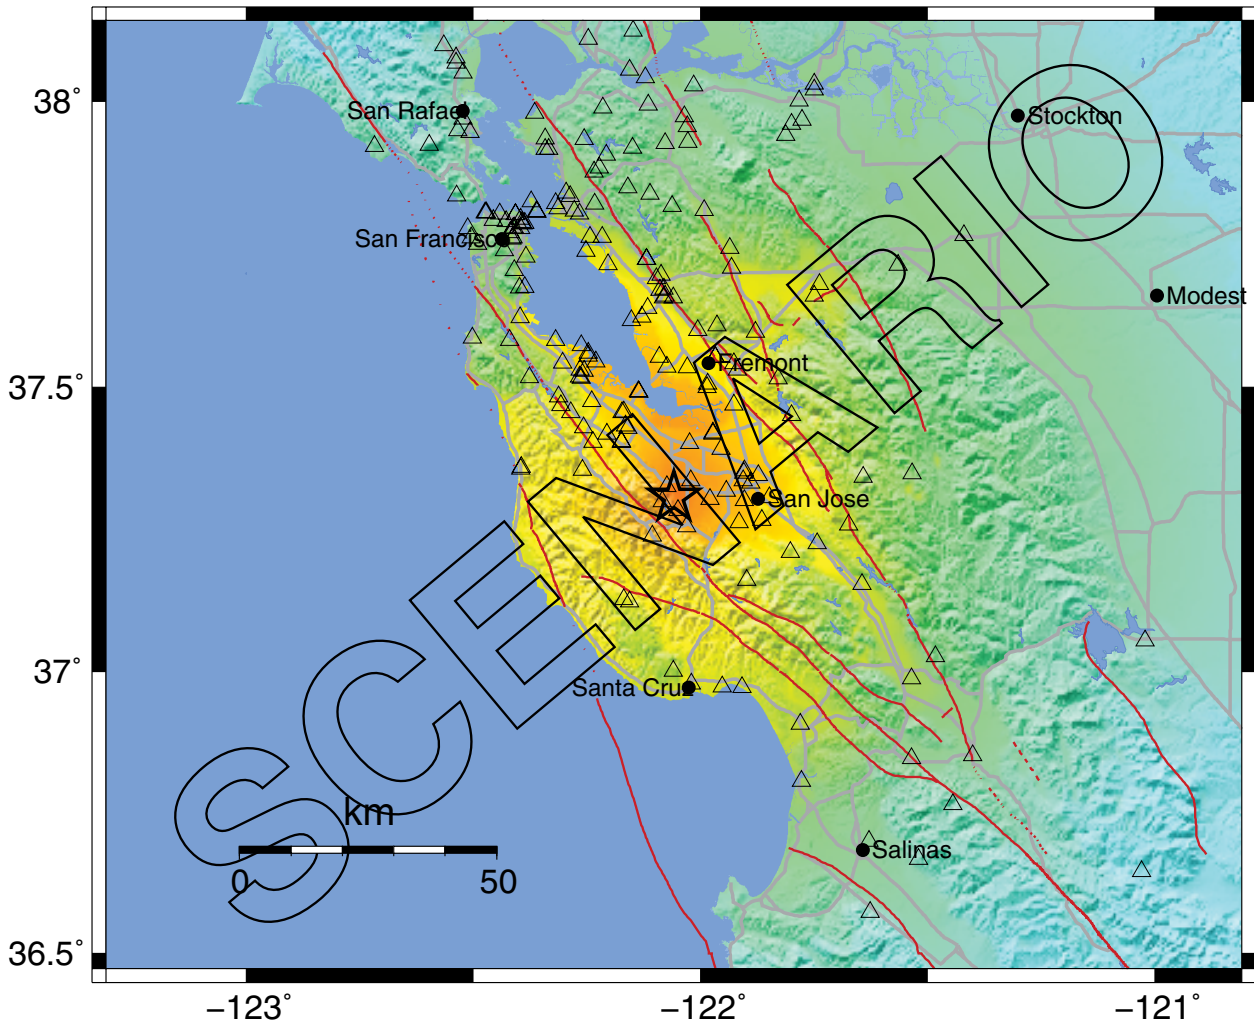 38˚
37.5˚
37˚
36.5˚
−123˚
−122˚
−121˚
San Rafael
Stockton
San Francisc
Modest
Fremont
San Jose
Santa Cruz
Salinas
km
0 50
SCENARIO